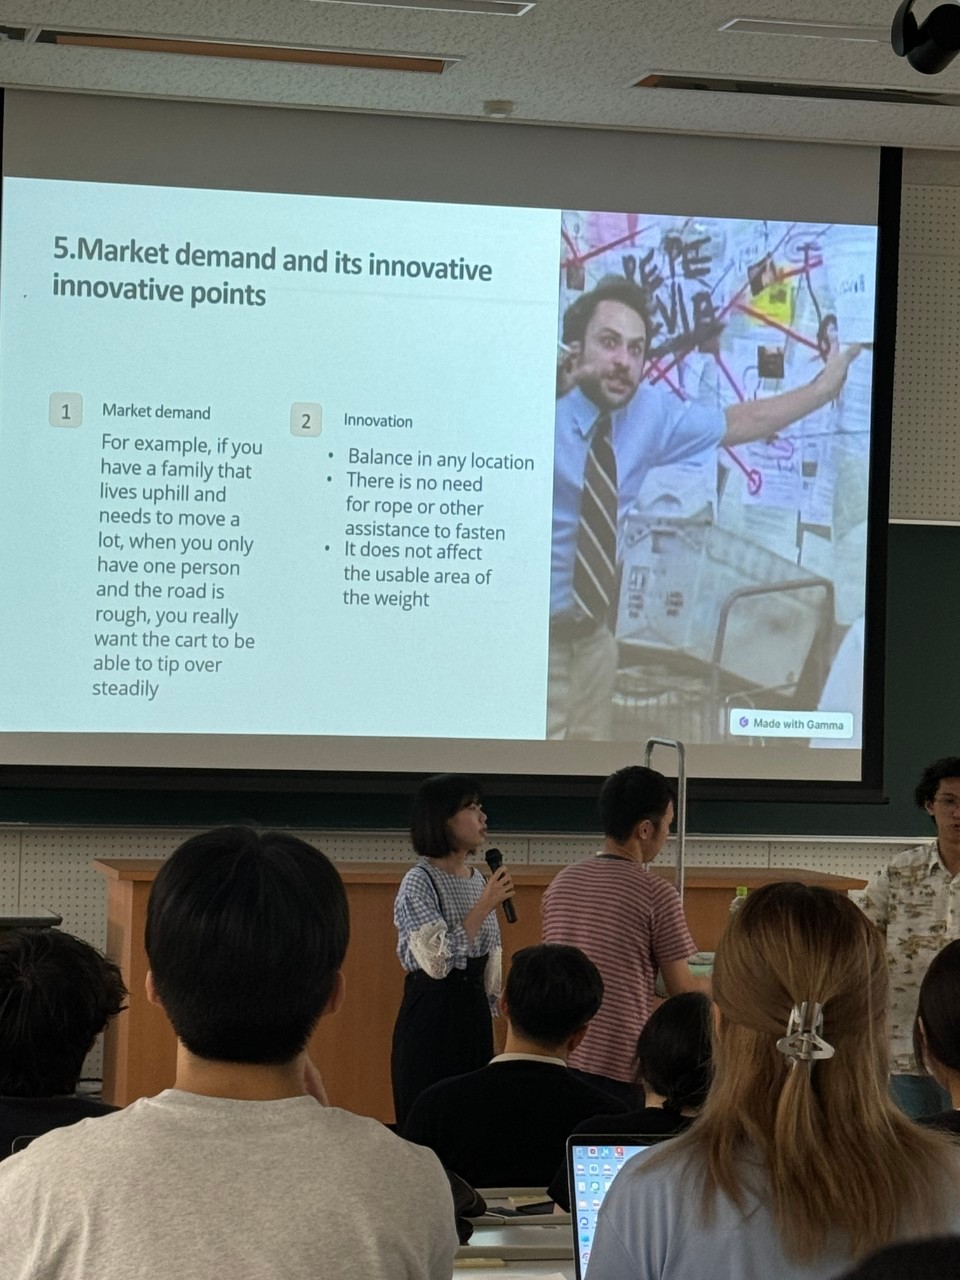 5.Market demand and its innovative
innovative points
1
Market demand
For example, if you
have a family that
lives uphill and
needs to move a
lot, when you only
have one person
and the road is
rough, you really
want the cart to be
able to tip over
steadily
2
Innovation
• Balance in any location
• There is no need
for rope or other
assistance to fasten
• It does not affect
the usable area of
the weight
PEPE
SVIA
Made with Gamma